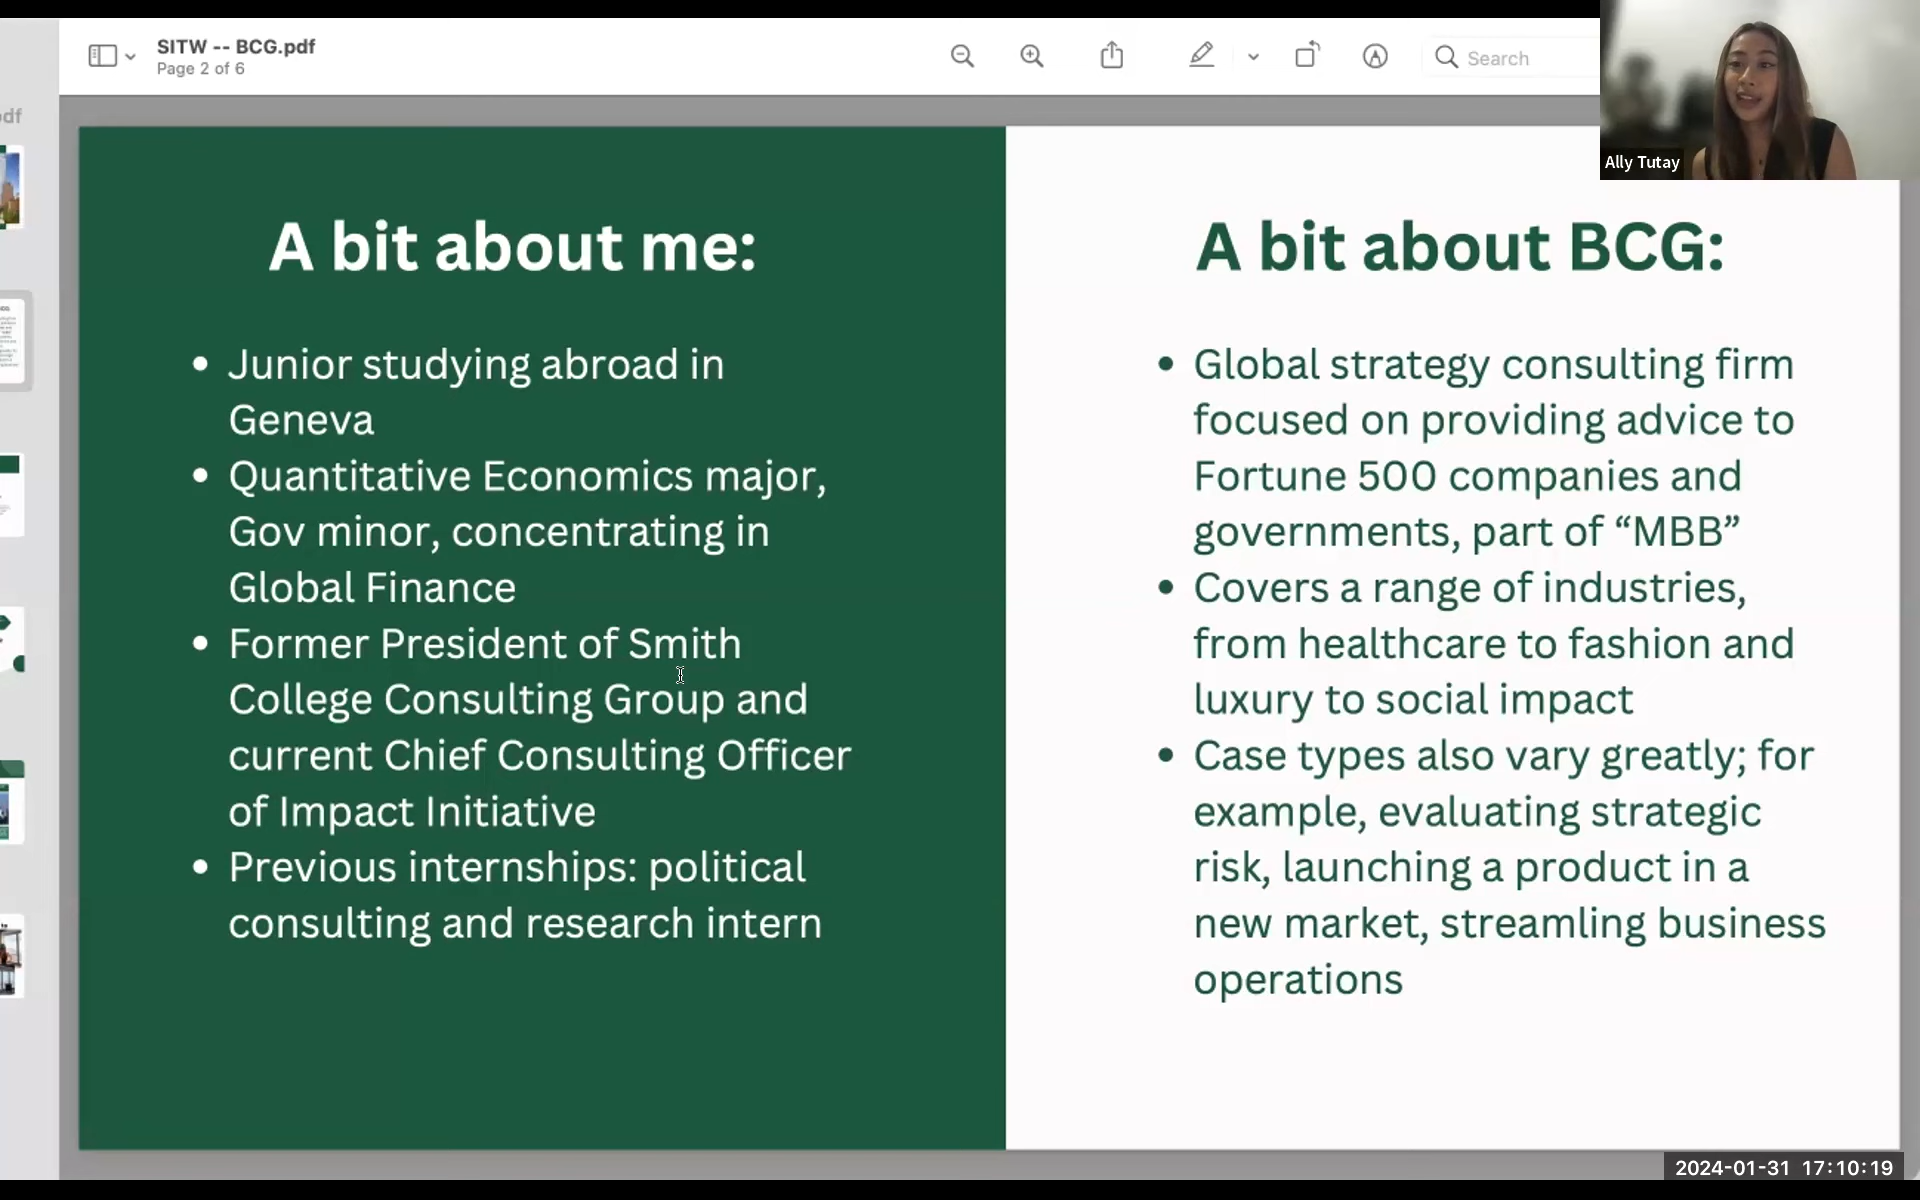 SITW -- BCG.pdf
Page 2 of 6
Search
Ally Tutay
pdf
A bit about me:
• Junior studying abroad in
Geneva
• Quantitative Economics major,
Gov minor, concentrating in
Global Finance
• Former President of Smith
College Consulting Group and
current Chief Consulting Officer
of Impact Initiative
• Previous internships: political
consulting and research intern
A bit about BCG:
• Global strategy consulting firm
focused on providing advice to
Fortune 500 companies and
governments, part of “MBB”
• Covers a range of industries,
from healthcare to fashion and
luxury to social impact
• Case types also vary greatly; for
example, evaluating strategic
risk, launching a product in a
new market, streamling business
operations
2024-01-31 17:10:19